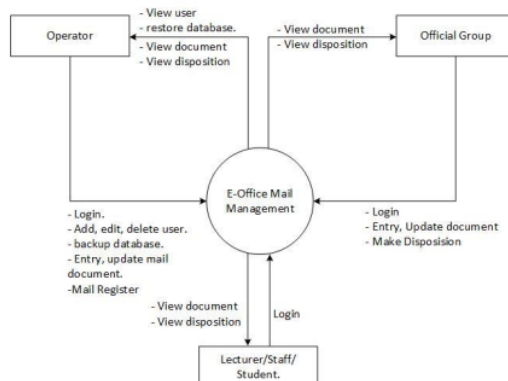 Operator
- View user
- restore database.
- View document
- View disposition
- View document
- View disposition
Official Group
E-Office Mail
Management
- Login.
- Add, edit, delete user.
- backup database.
- Entry, update mail
document.
-Mail Register
- Login
- Entry, Update document
- Make Disposision
- View document
- View disposition
Login
Lecturer/Staff/
Student.